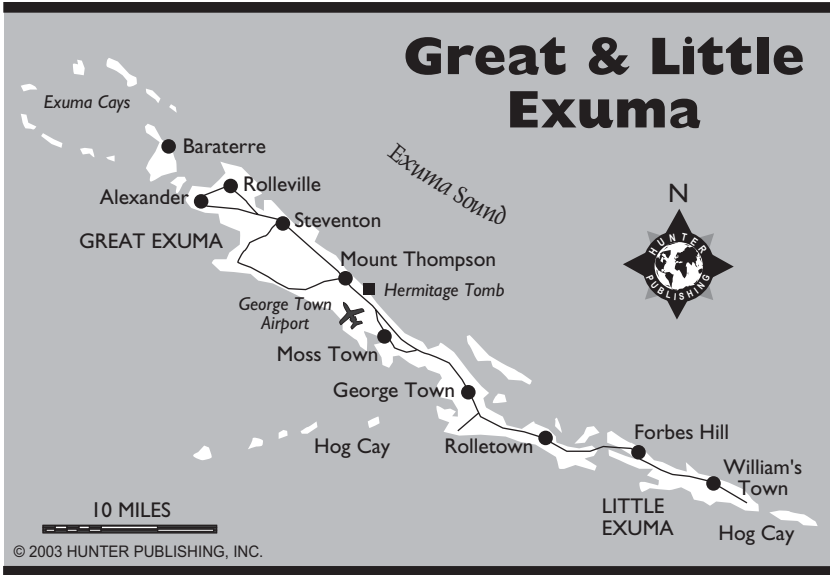 Great & Little
Exuma
Exuma Cays
Baraterre
Exuma Sound
N
HUNTER
PUBLISHING
Rolleville
Alexander
Steventon
GREAT EXUMA
Mount Thompson
Hermitage Tomb
George Town
Airport
Moss Town
George Town
Hog Cay
Rolletown
Forbes Hill
William's
Town
LITTLE
EXUMA
Hog Cay
10 MILES
© 2003 HUNTER PUBLISHING, INC.